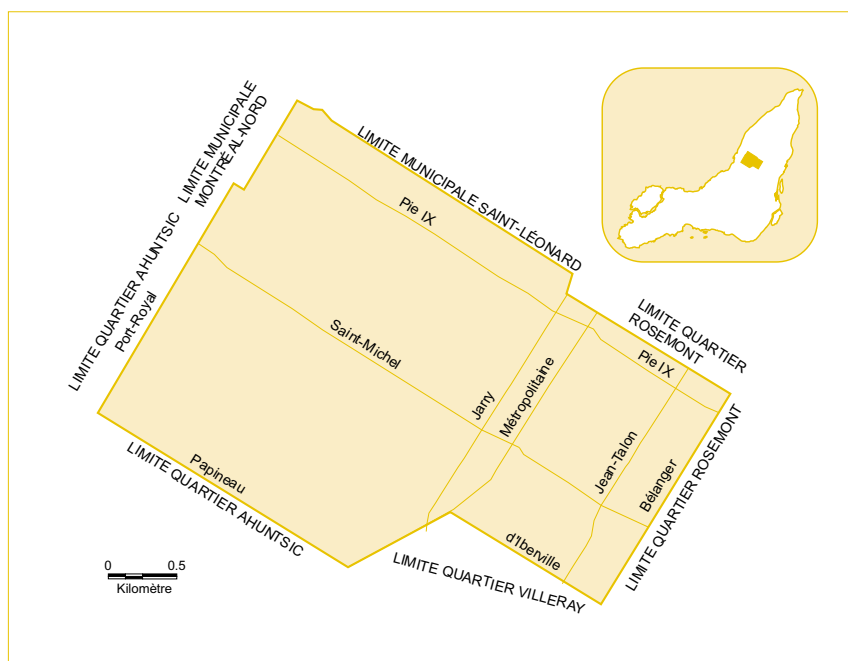 LIMITE MUNICIPALE
MONTRÉAL-NORD
LIMITE MUNICIPALE SAINT-LÉONARD
Pie IX
LIMITE QUARTIER AHUNTSIC
Port-Royal
Saint-Michel
LIMITE QUARTIER
ROSEMONT
Pie IX
Jarry
Métropolitaine
Jean-Talon
Bélanger
LIMITE QUARTIER ROSEMONT
Papineau
LIMITE QUARTIER AHUNTSIC
d'Iberville
LIMITE QUARTIER VILLERAY
0 0.5
Kilomètre